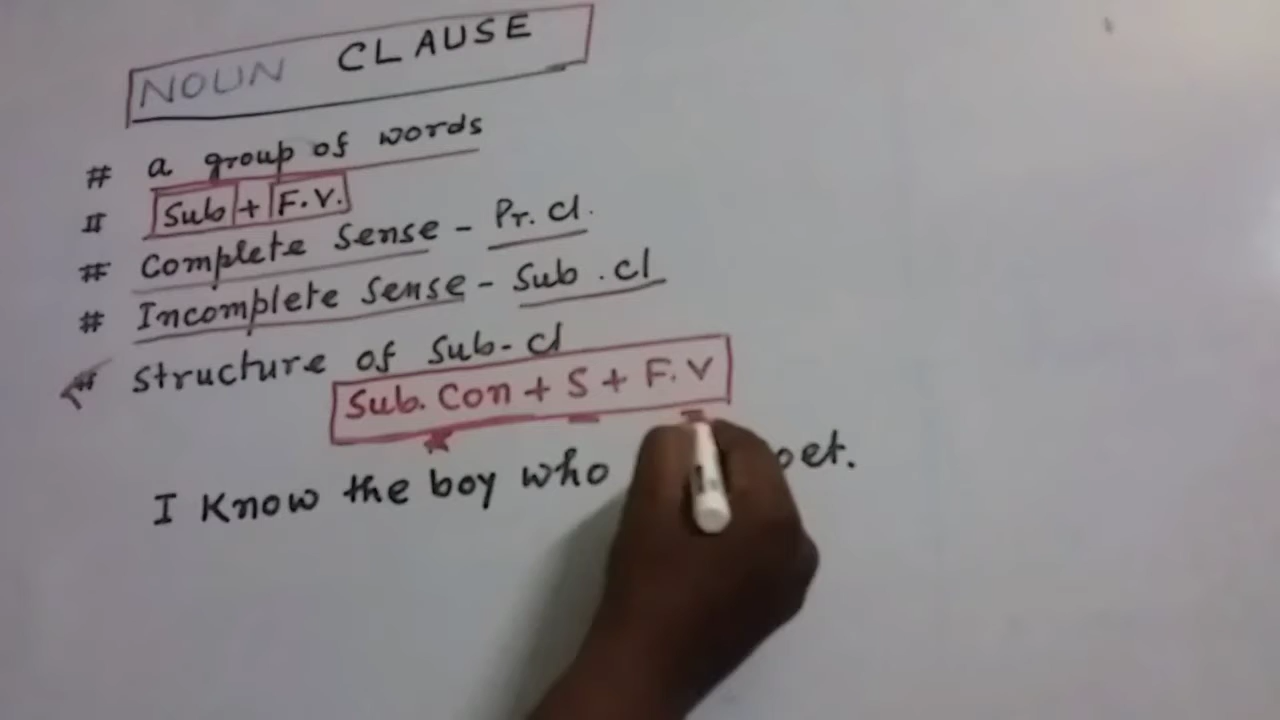 NOUN CLAUSE
# a group of words
# Sub + F.V.
# Complete Sense - Pr. cl.
# Incomplete Sense - Sub. cl
# Structure of Sub-cl
Sub. Con + S + F.V
I Know the boy who